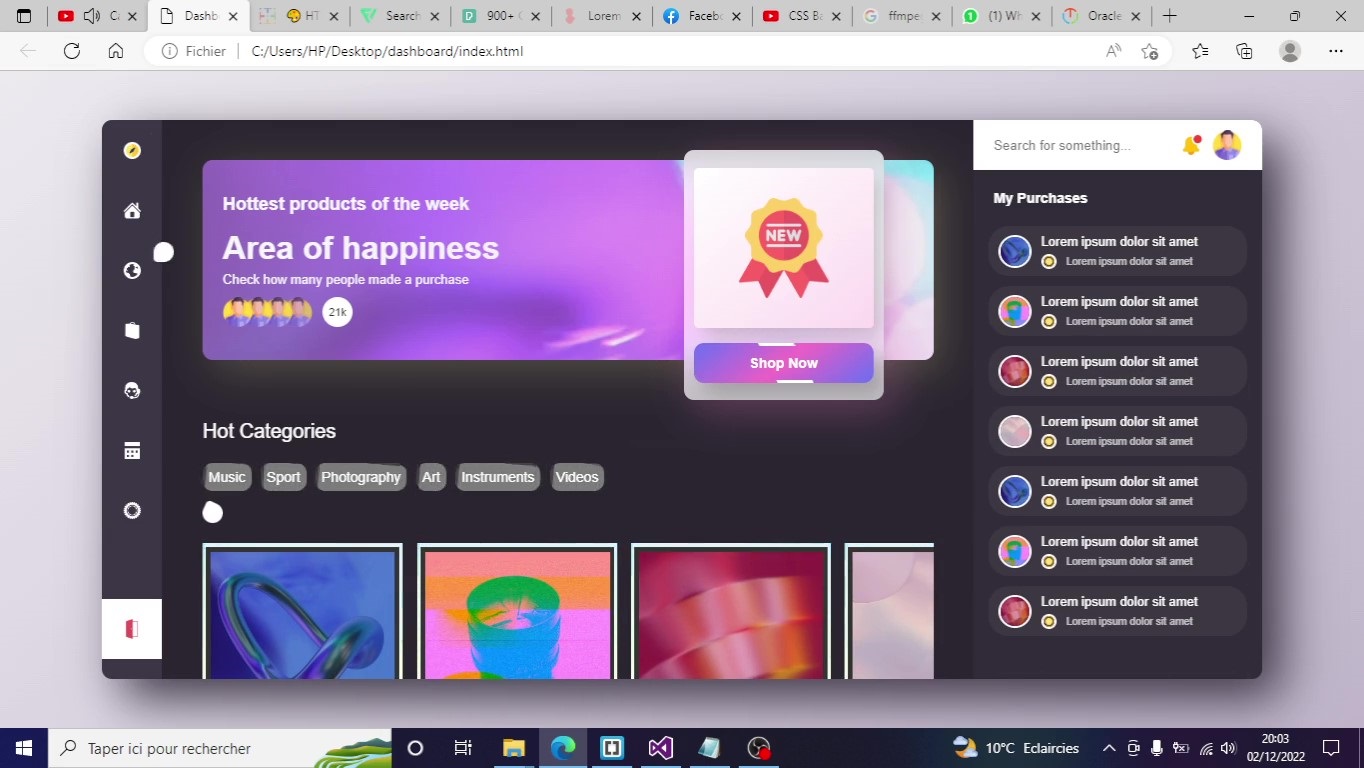 Dashb
HT
Search
900+
Lorem
Facebo
CSS Ba
ffmpe
(1) Wh
Oracle
Fichier
C:/Users/HP/Desktop/dashboard/index.html
Search for something...
Hottest products of the week
Area of happiness
Check how many people made a purchase
21k
NEW
Shop Now
Hot Categories
Music Sport Photography Art Instruments Videos
My Purchases
Lorem ipsum dolor sit amet
Lorem ipsum dolor sit amet
Lorem ipsum dolor sit amet
Lorem ipsum dolor sit amet
Lorem ipsum dolor sit amet
Lorem ipsum dolor sit amet
Lorem ipsum dolor sit amet
Lorem ipsum dolor sit amet
Lorem ipsum dolor sit amet
Lorem ipsum dolor sit amet
Lorem ipsum dolor sit amet
Lorem ipsum dolor sit amet
Lorem ipsum dolor sit amet
Lorem ipsum dolor sit amet
Taper ici pour rechercher
10°C Eclaircies
20:03
02/12/2022